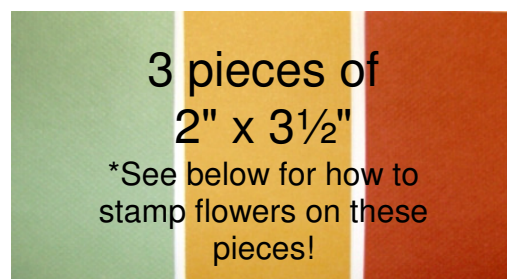 3 pieces of
2" x 3½"
*See below for how to
stamp flowers on these
pieces!